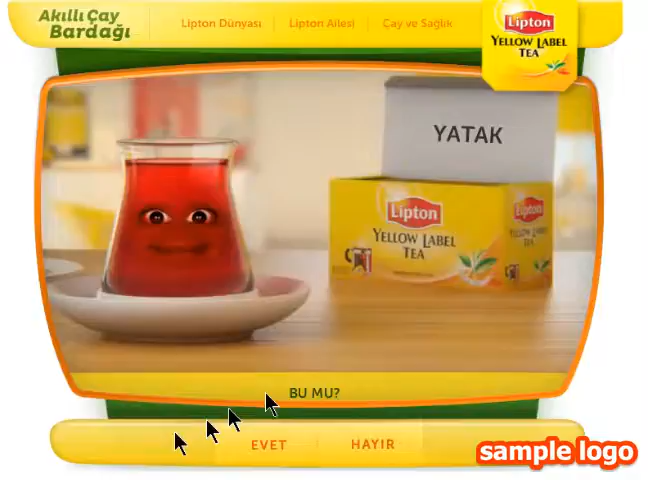 Akıllı Çay
Bardağı
Lipton Dünyası
Lipton Ailesi
Çay ve Sağlık
Lipton
YELLOW LABEL
TEA
YATAK
Lipton
YELLOW LABEL
TEA
Lipton
YELLOW LABEL
TEA
BU MU?
EVET
HAYIR
sample logo